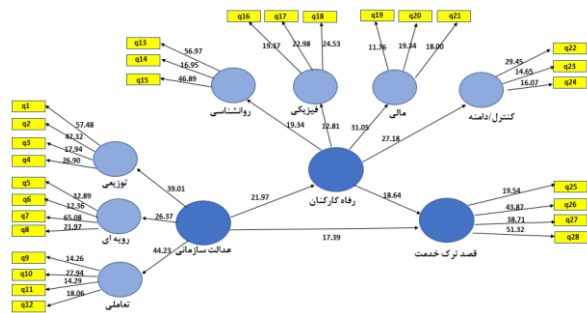 q16
q17
q18
q19
q20
q21
q13
q14
q15
q22
q23
q24
56.97
16.95
46.89
19.37
22.98
24.53
11.76
19.34
18.00
29.45
14.65
16.07
روانشناسی
فیزیکی
مالی
کنترل/دامنه
q1
q2
q3
q4
57.48
47.32
17.94
26.90
توزیعی
19.34
12.81
31.05
27.18
رفاه کارکنان
q5
q6
q7
q8
32.89
12.36
65.08
21.97
رویه ای
39.01
26.37
44.23
عدالت سازمانی
21.97
18.64
17.39
قصد ترک خدمت
q25
q26
q27
q28
19.54
43.87
38.71
51.32
q9
q10
q11
q12
14.26
22.94
14.29
18.06
تعاملی